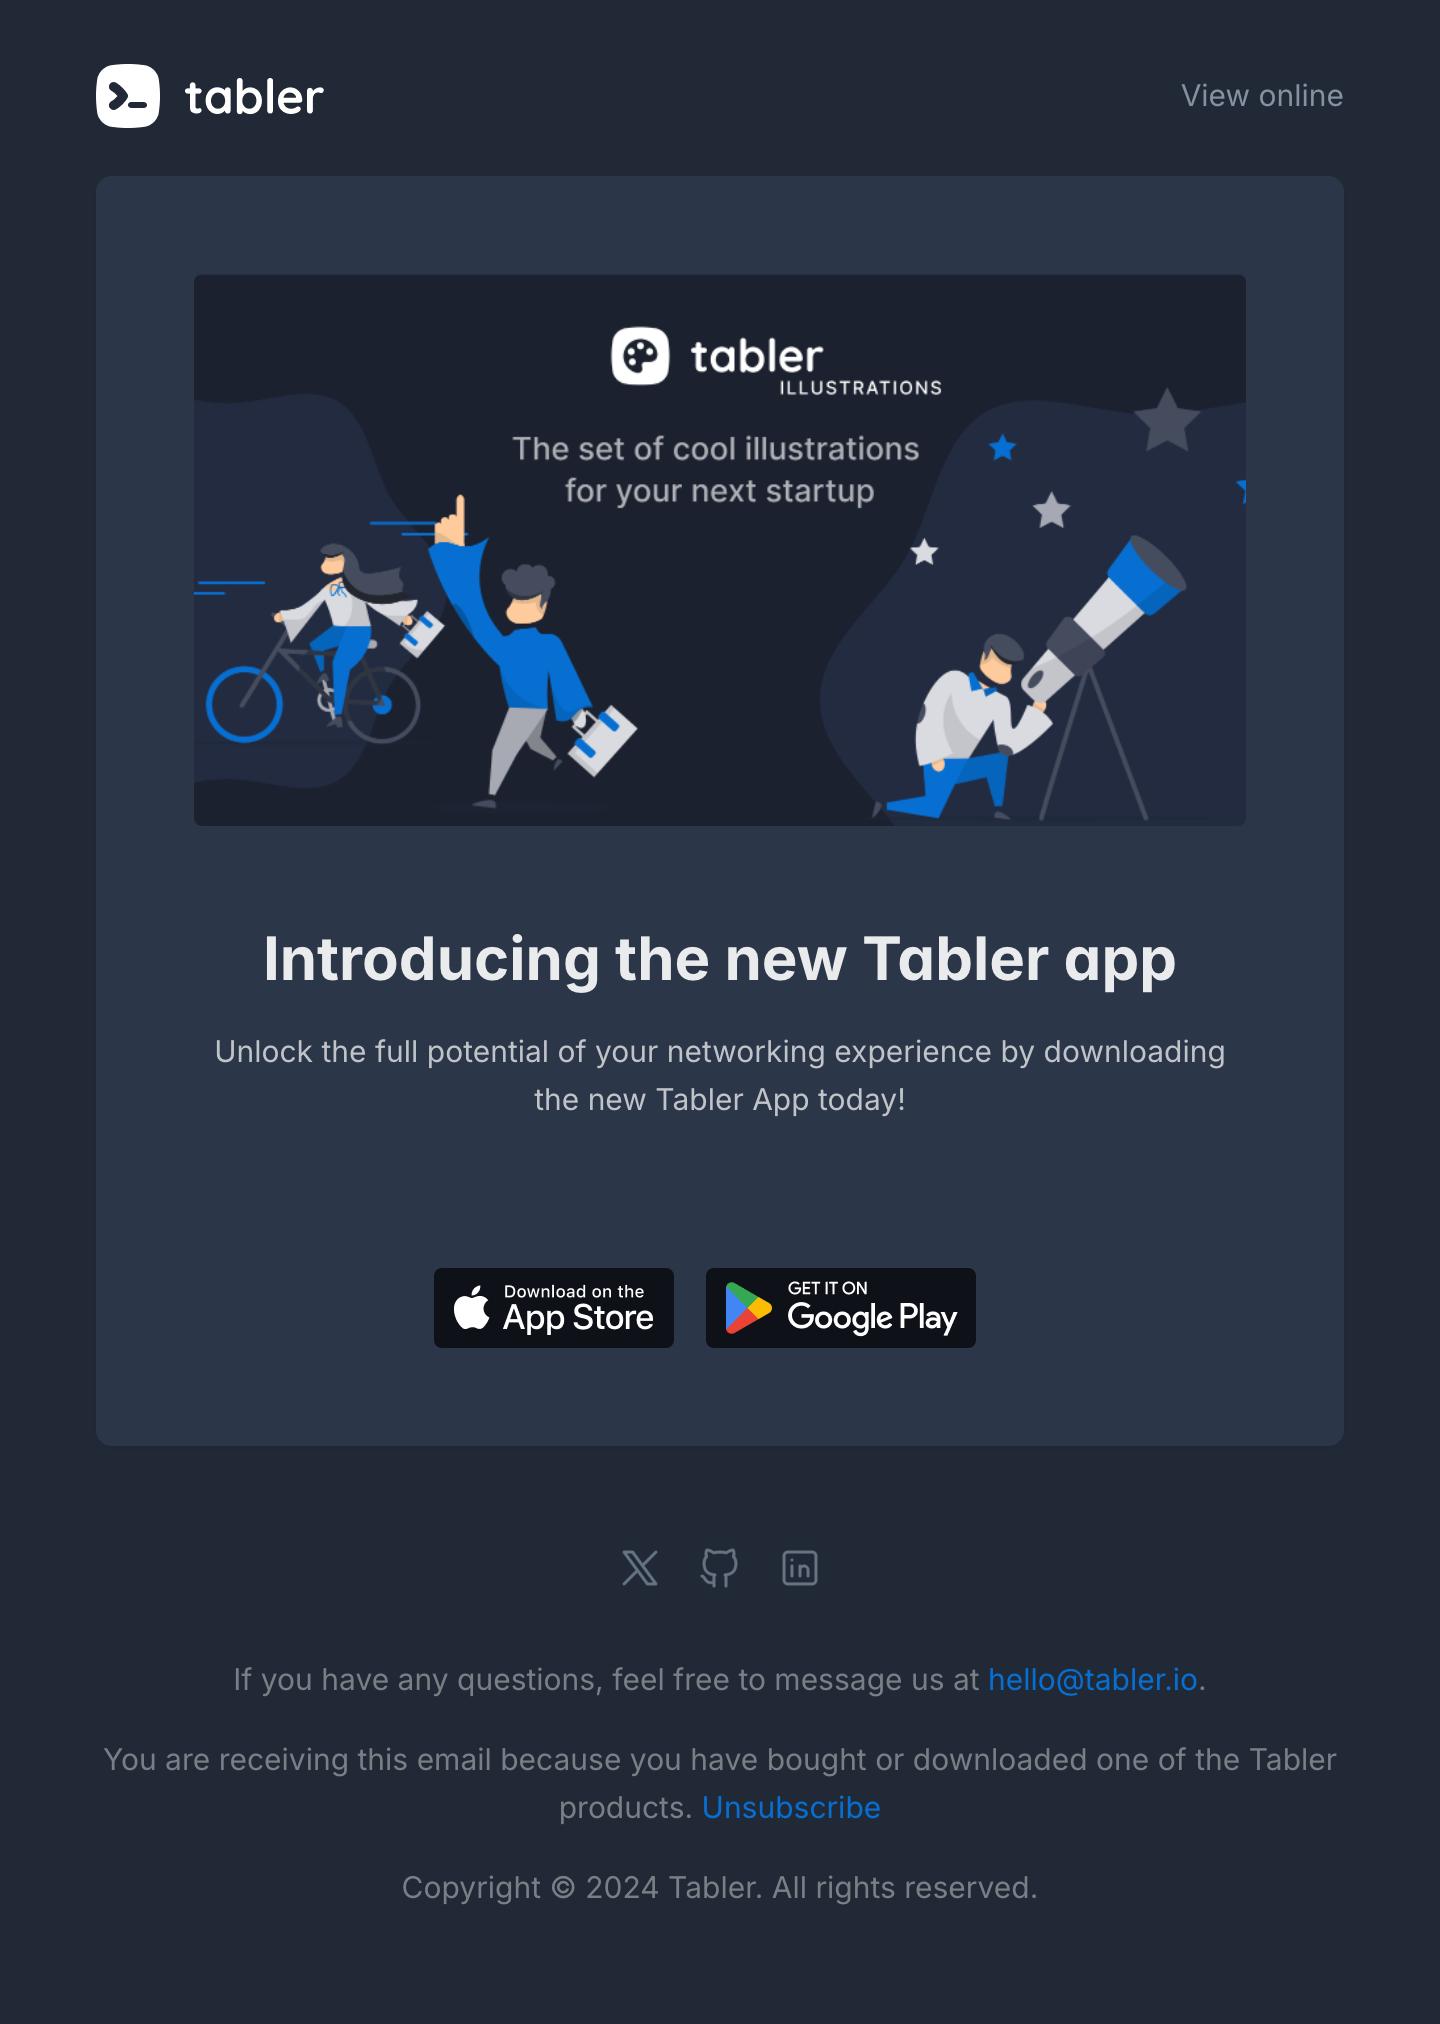 tabler
View online
tabler
ILLUSTRATIONS
The set of cool illustrations
for your next startup
Introducing the new Tabler app
Unlock the full potential of your networking experience by downloading
the new Tabler App today!
Download on the
App Store
GET IT ON
Google Play
If you have any questions, feel free to message us at hello@tabler.io.
You are receiving this email because you have bought or downloaded one of the Tabler
products. Unsubscribe
Copyright © 2024 Tabler. All rights reserved.